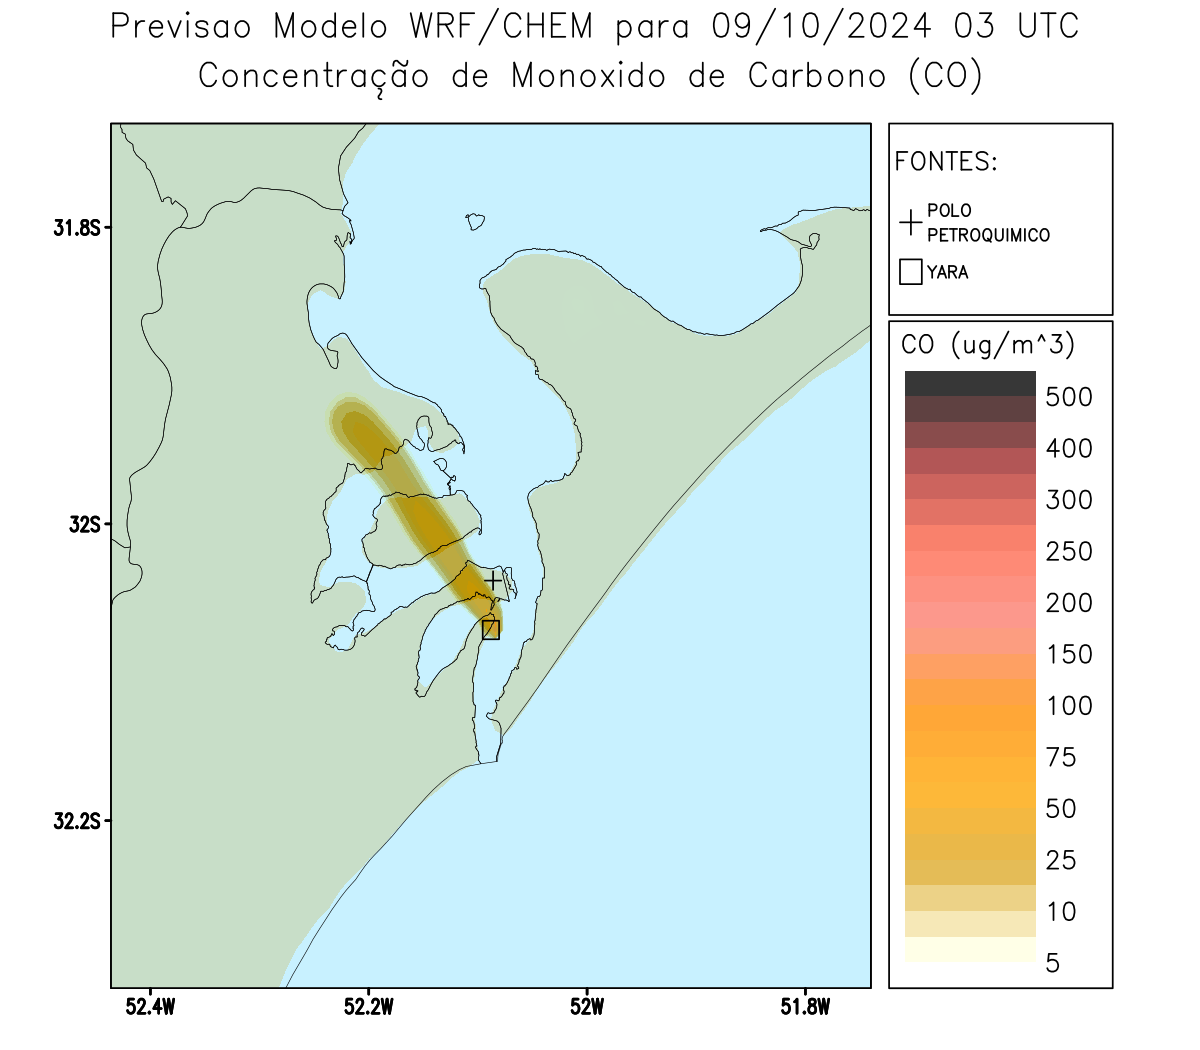 Previsao Modelo WRF/CHEM para 09/10/2024 03 UTC
Concentração de Monoxido de Carbono (CO)
FONTES:
POLO
PETROQUIMICO
YARA
CO (ug/m^3)
500
400
300
250
200
150
100
75
50
25
10
5
31.8S
32S
32.2S
52.4W
52.2W
52W
51.8W